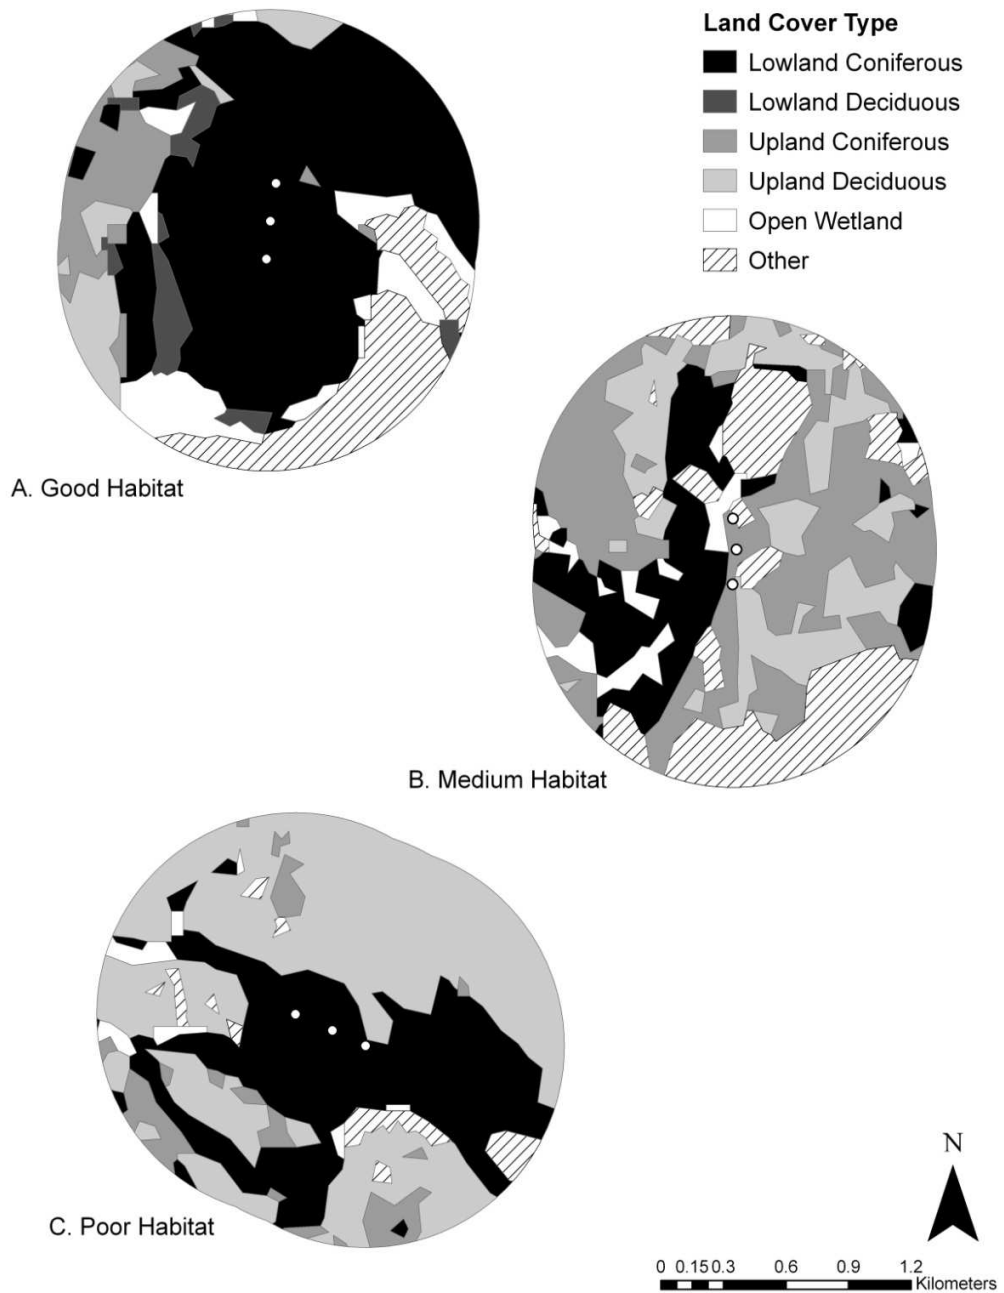 Land Cover Type
Lowland Coniferous
Lowland Deciduous
Upland Coniferous
Upland Deciduous
Open Wetland
Other
A. Good Habitat
B. Medium Habitat
C. Poor Habitat
N
0 0.15 0.3 0.6 0.9 1.2
Kilometers